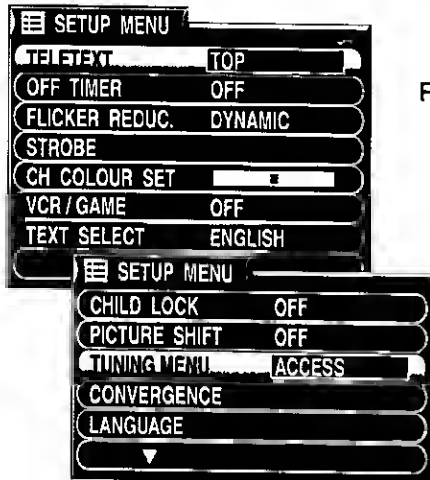 SETUP MENU
TELETEXT TOP
OFF TIMER OFF
FLICKER REDUC. DYNAMIC
STROBE
CH COLOUR SET
VCR / GAME OFF
TEXT SELECT ENGLISH
SETUP MENU
CHILD LOCK OFF
PICTURE SHIFT OFF
TUNING MENU ACCESS
CONVERGENCE
LANGUAGE